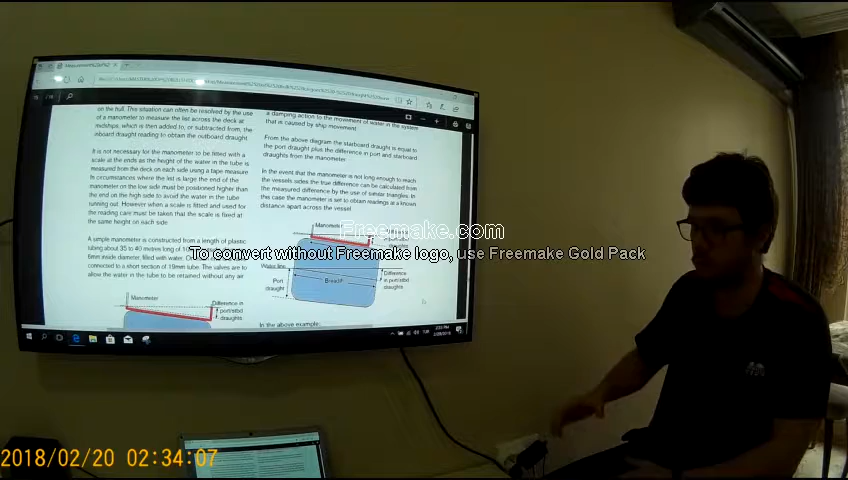 on the hull. This situation can often be resolved by the use
of a manometer to measure the list across the deck at
midships, which is then added to, or subtracted from, the
inboard draught reading to obtain the outboard draught
It is not necessary for the manometer to be fitted with a
scale at the ends as the height of the water in the tube is
measured from the deck on each side using a tape measure
In circumstances where the list is large the end of the
manometer on the low side must be positioned higher than
the end on the high side to avoid the water in the tube
running out. However when a scale is fitted and used for
the reading care must be taken that the scale is fixed at
the same height on each side
A simple manometer is constructed from a length of plastic
tubing about 35 to 40 metres long of 10
6mm inside diameter, filled with water,
connected to a short section of 19mm tube. The valves are to
allow the water in the tube to be retained without any air
Manometer
Difference in
port/stbd
draughts
a damping action to the movement of water in the system
that is caused by ship movement
From the above diagram the starboard draught is equal to
the port draught plus the difference in port and starboard
draughts from the manometer
In the event that the manometer is not long enough to reach
the vessels sides the true difference can be calculated from
the measured difference by the use of similar triangles. In
this case the manometer is set to obtain readings at a known
distance apart across the vessel
Manometer
Water line
Port
draught
Breadth
Difference
in port/stbd
draughts
In the above example:
Freemake.com
To convert without Freemake logo, use Freemake Gold Pack
2018/02/20 02:34:07